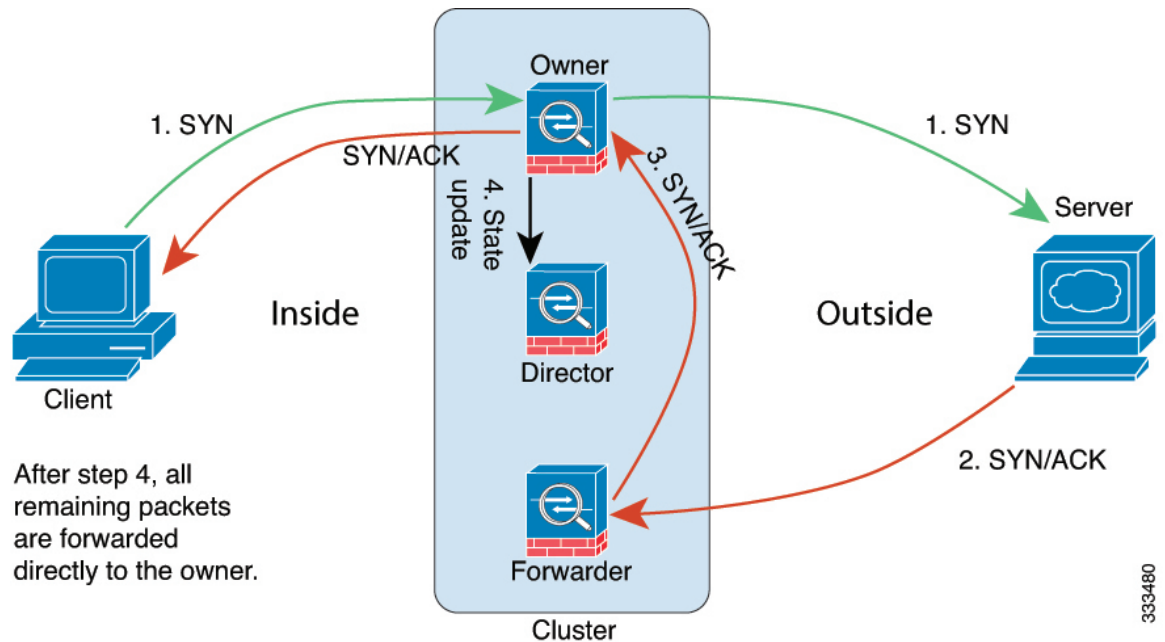 Owner
1. SYN
1. SYN
SYN/ACK
3. SYN/ACK
4. State
update
Server
Inside
Outside
Director
Client
2. SYN/ACK
After step 4, all
remaining packets
are forwarded
directly to the owner.
Forwarder
Cluster
333480